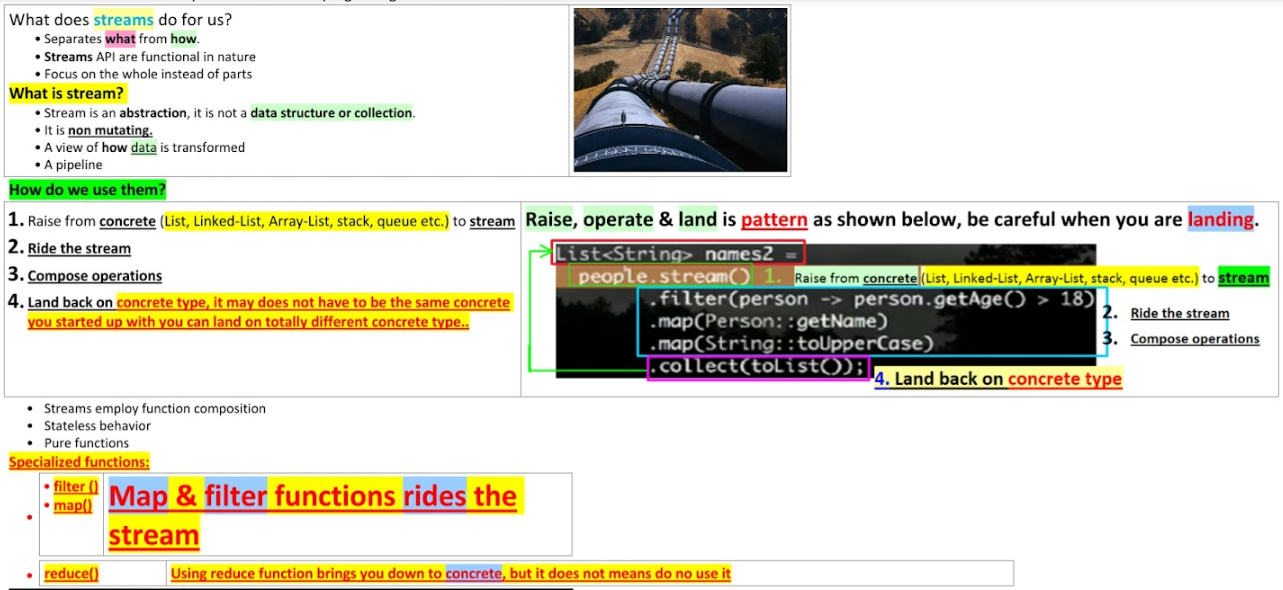 What does streams do for us?
• Separates what from how.
• Streams API are functional in nature
• Focus on the whole instead of parts
What is stream?
• Stream is an abstraction, it is not a data structure or collection.
• It is non mutating.
• A view of how data is transformed
• A pipeline
How do we use them?
1. Raise from concrete (List, Linked-List, Array-List, stack, queue etc.) to stream
2. Ride the stream
3. Compose operations
4. Land back on concrete type, it may does not have to be the same concrete
you started up with you can land on totally different concrete type..
Raise, operate & land is pattern as shown below, be careful when you are landing.
List<String> names2 =
people.stream() 1. Raise from concrete (List, Linked-List, Array-List, stack, queue etc.) to stream
.filter(person -> person.getAge() > 18)
2. Ride the stream
.map(Person::getName)
3. Compose operations
.map(String::toUpperCase)
.collect(toList());
4. Land back on concrete type
• Streams employ function composition
• Stateless behavior
• Pure functions
Specialized functions:
• filter ()
• map()
Map & filter functions rides the
stream
• reduce()
Using reduce function brings you down to concrete, but it does not means do no use it